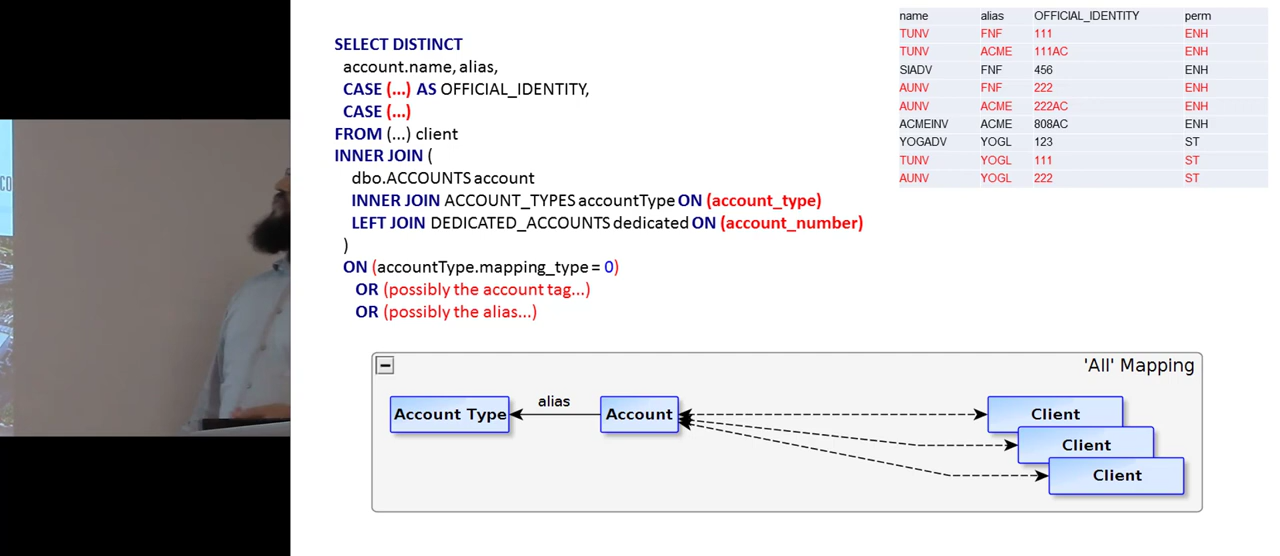 SELECT DISTINCT
account.name, alias,
CASE (...) AS OFFICIAL_IDENTITY,
CASE (...)
FROM (...) client
INNER JOIN (
dbo.ACCOUNTS account
INNER JOIN ACCOUNT_TYPES accountType ON (account_type)
LEFT JOIN DEDICATED_ACCOUNTS dedicated ON (account_number)
)
ON (accountType.mapping_type = 0)
OR (possibly the account tag...)
OR (possibly the alias...)
name alias OFFICIAL_IDENTITY perm
TUNV FNF 111 ENH
TUNV ACME 111AC ENH
SIADV FNF 456 ENH
AUNV FNF 222 ENH
AUNV ACME 222AC ENH
ACMEINV ACME 808AC ENH
YOGADV YOGL 123 ST
TUNV YOGL 111 ST
AUNV YOGL 222 ST
'All' Mapping
Account Type
alias
Account
Client
Client
Client